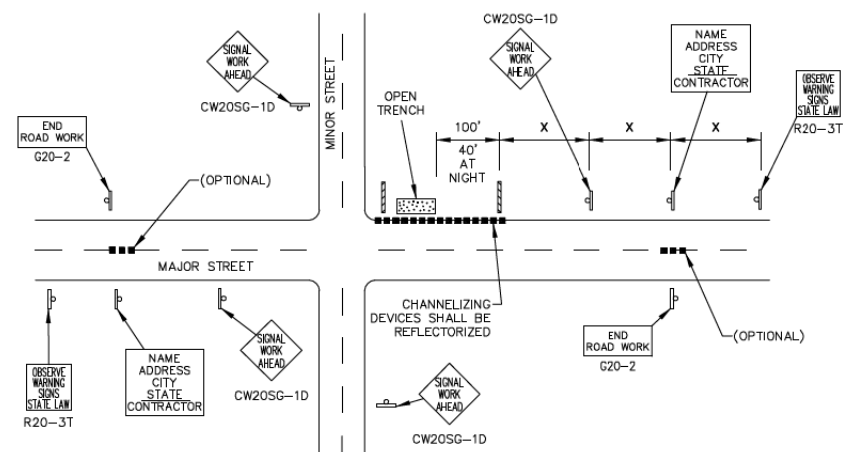 CW20SG-1D
SIGNAL
WORK
AHEAD
NAME
ADDRESS
CITY
STATE
CONTRACTOR
OBSERVE
WARNING
SIGNS
STATE LAW
R20-3T
SIGNAL
WORK
AHEAD
CW20SG-1D
MINOR STREET
OPEN
TRENCH
100'
40'
AT
NIGHT
X
X
X
END
ROAD WORK
G20-2
(OPTIONAL)
MAJOR STREET
CHANNELIZING
DEVICES SHALL BE
REFLECTORIZED
(OPTIONAL)
END
ROAD WORK
G20-2
OBSERVE
WARNING
SIGNS
STATE LAW
R20-3T
NAME
ADDRESS
CITY
STATE
CONTRACTOR
SIGNAL
WORK
AHEAD
CW20SG-1D
SIGNAL
WORK
AHEAD
CW20SG-1D